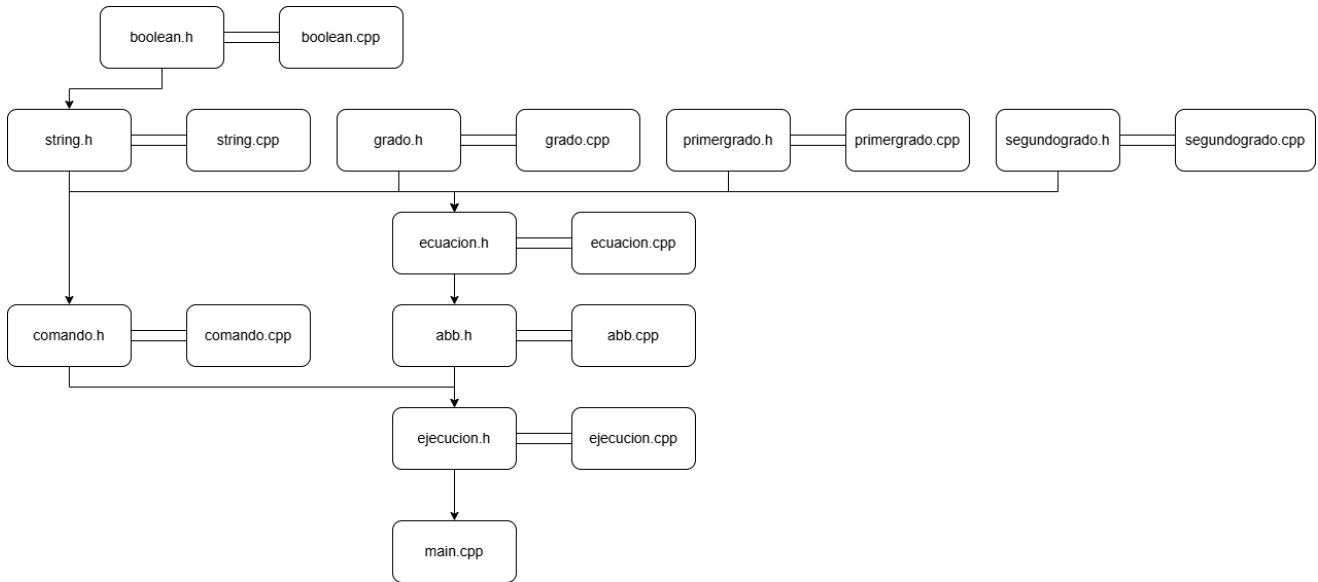 boolean.h
boolean.cpp
string.h
string.cpp
grado.h
grado.cpp
primergrado.h
primergrado.cpp
segundogrado.h
segundogrado.cpp
ecuacion.h
ecuacion.cpp
comando.h
comando.cpp
abb.h
abb.cpp
ejecucion.h
ejecucion.cpp
main.cpp